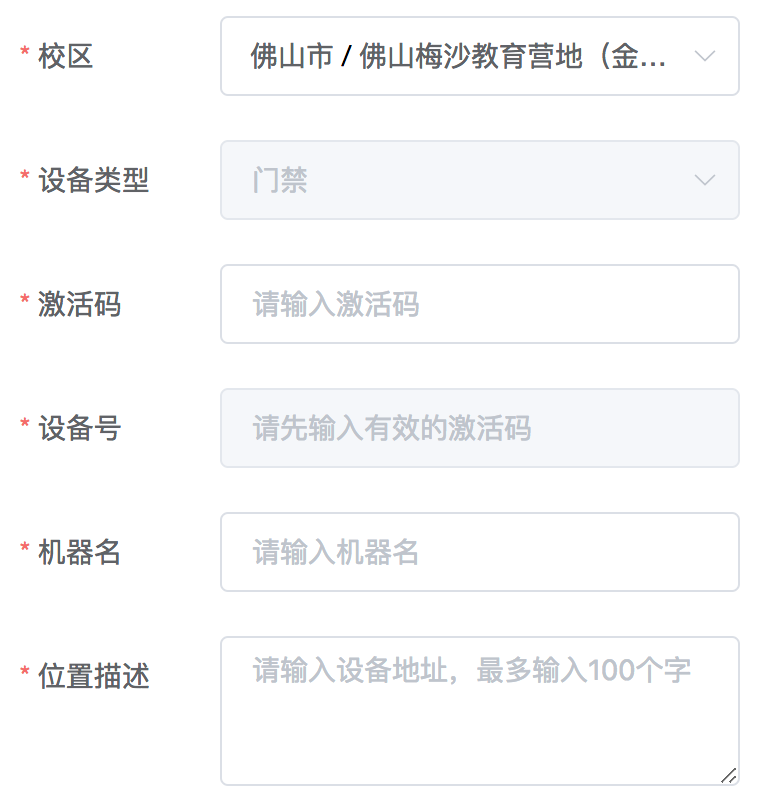 * 校区 佛山市 / 佛山梅沙教育营地（金...
* 设备类型 门禁
* 激活码 请输入激活码
* 设备号 请先输入有效的激活码
* 机器名 请输入机器名
* 位置描述 请输入设备地址，最多输入100个字